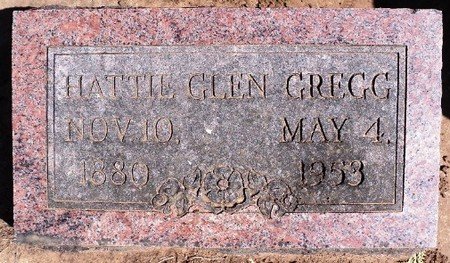 HATTIE GLEN GREGG
NOV. 10, MAY 4,
1880 1953